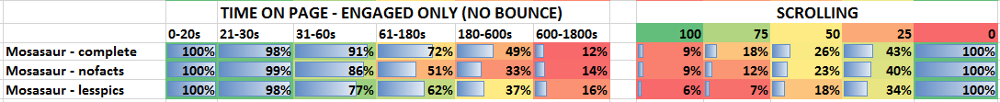 TIME ON PAGE - ENGAGED ONLY (NO BOUNCE) SCROLLING
0-20s 21-30s 31-60s 61-180s 180-600s 600-1800s 100 75 50 25 0
Mosasaur - complete 100% 98% 91% 72% 49% 12% 9% 18% 26% 43% 100%
Mosasaur - nofacts 100% 99% 86% 51% 33% 14% 9% 12% 23% 40% 100%
Mosasaur - lesspics 100% 98% 77% 62% 37% 16% 6% 7% 18% 34% 100%